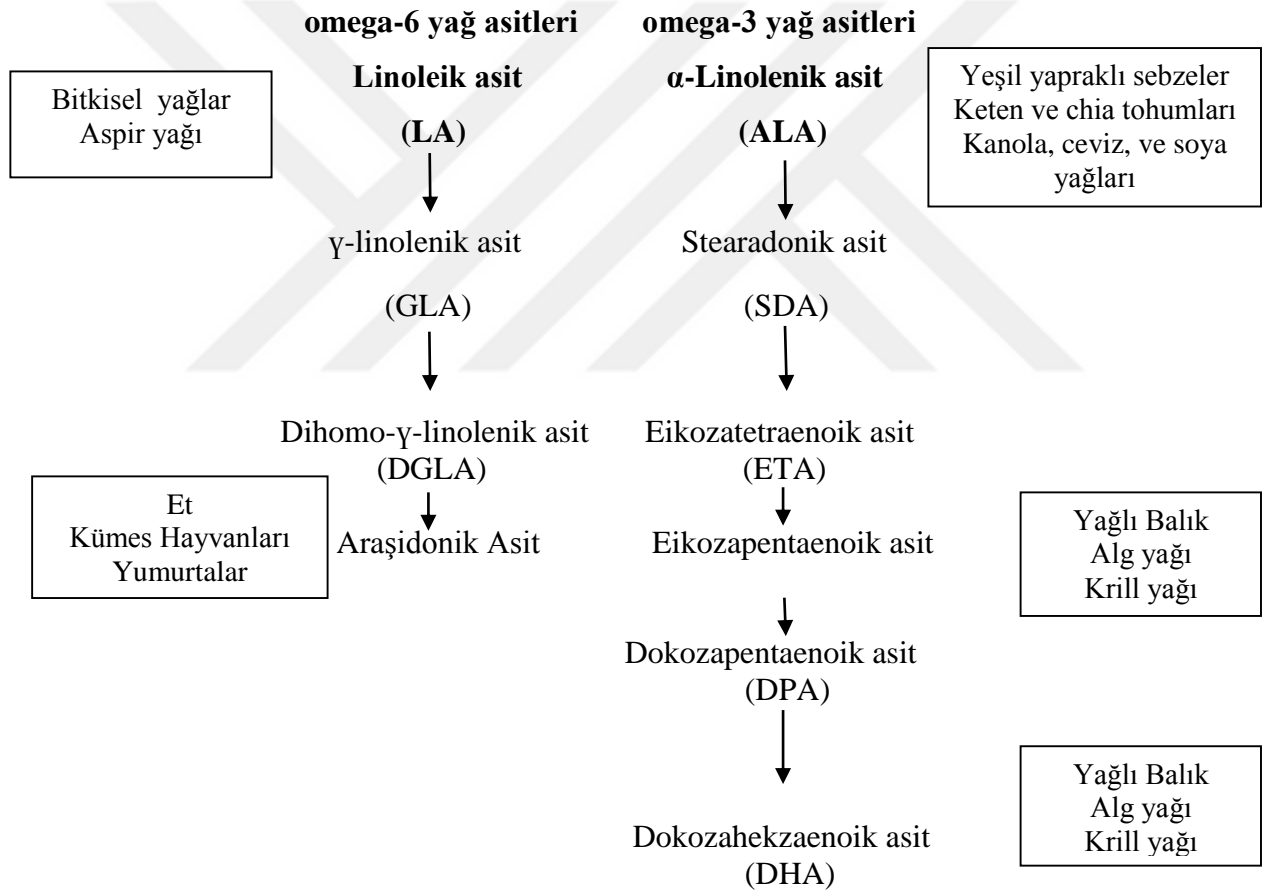 omega-6 yağ asitleri
omega-3 yağ asitleri
Linoleik asit
α-Linolenik asit
(LA)
(ALA)
Bitkisel yağlar
Aspir yağı
Yeşil yapraklı sebzeler
Keten ve chia tohumları
Kanola, ceviz, ve soya
yağları
γ-linolenik asit
Stearadonik asit
(GLA)
(SDA)
Dihomo-γ-linolenik asit
(DGLA)
Eikozatetraenoik asit
(ETA)
Et
Kümes Hayvanları
Yumurtalar
Araşidonik Asit
Eikozapentaenoik asit
Yağlı Balık
Alg yağı
Krill yağı
Dokozapentaenoik asit
(DPA)
Dokozahekzaenoik asit
(DHA)
Yağlı Balık
Alg yağı
Krill yağı